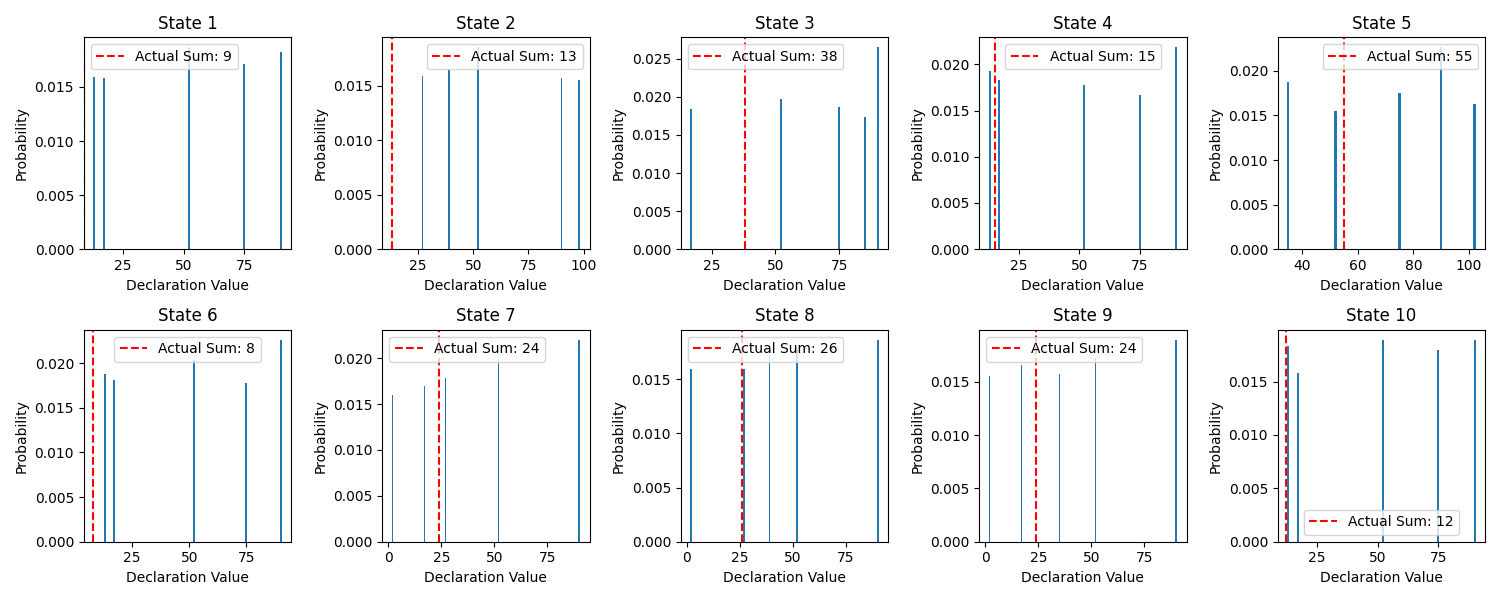 State 1
Actual Sum: 9
Probability
0.015
0.010
0.005
0.000
25
50
75
Declaration Value
State 2
Actual Sum: 13
Probability
0.015
0.010
0.005
0.000
25
50
75
100
Declaration Value
State 3
Actual Sum: 38
Probability
0.025
0.020
0.015
0.010
0.005
0.000
25
50
75
Declaration Value
State 4
Actual Sum: 15
Probability
0.020
0.015
0.010
0.005
0.000
25
50
75
Declaration Value
State 5
Actual Sum: 55
Probability
0.020
0.015
0.010
0.005
0.000
40
60
80
100
Declaration Value
State 6
Actual Sum: 8
Probability
0.020
0.015
0.010
0.005
0.000
25
50
75
Declaration Value
State 7
Actual Sum: 24
Probability
0.020
0.015
0.010
0.005
0.000
0
25
50
75
Declaration Value
State 8
Actual Sum: 26
Probability
0.015
0.010
0.005
0.000
0
25
50
75
Declaration Value
State 9
Actual Sum: 24
Probability
0.015
0.010
0.005
0.000
0
25
50
75
Declaration Value
State 10
Actual Sum: 12
Probability
0.015
0.010
0.005
0.000
25
50
75
Declaration Value